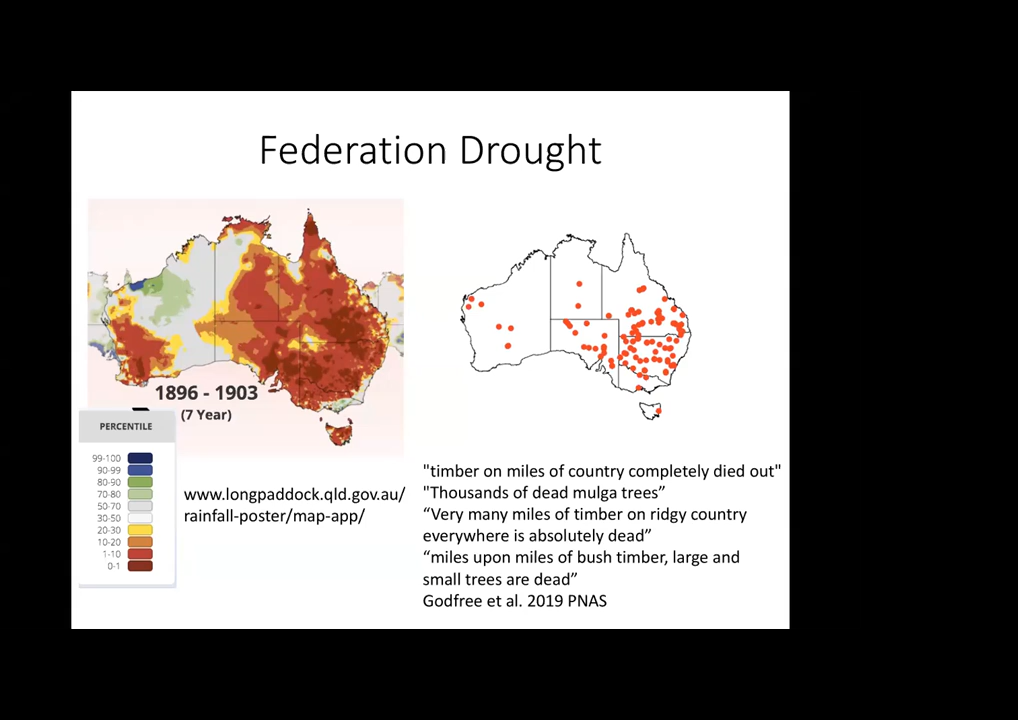 Federation Drought
1896 - 1903
(7 Year)
PERCENTILE
99-100
90-99
80-90
70-80
50-70
30-50
20-30
10-20
1-10
0-1
www.longpaddock.qld.gov.au/
rainfall-poster/map-app/
"timber on miles of country completely died out"
"Thousands of dead mulga trees”
“Very many miles of timber on ridgy country
everywhere is absolutely dead”
“miles upon miles of bush timber, large and
small trees are dead”
Godfree et al. 2019 PNAS